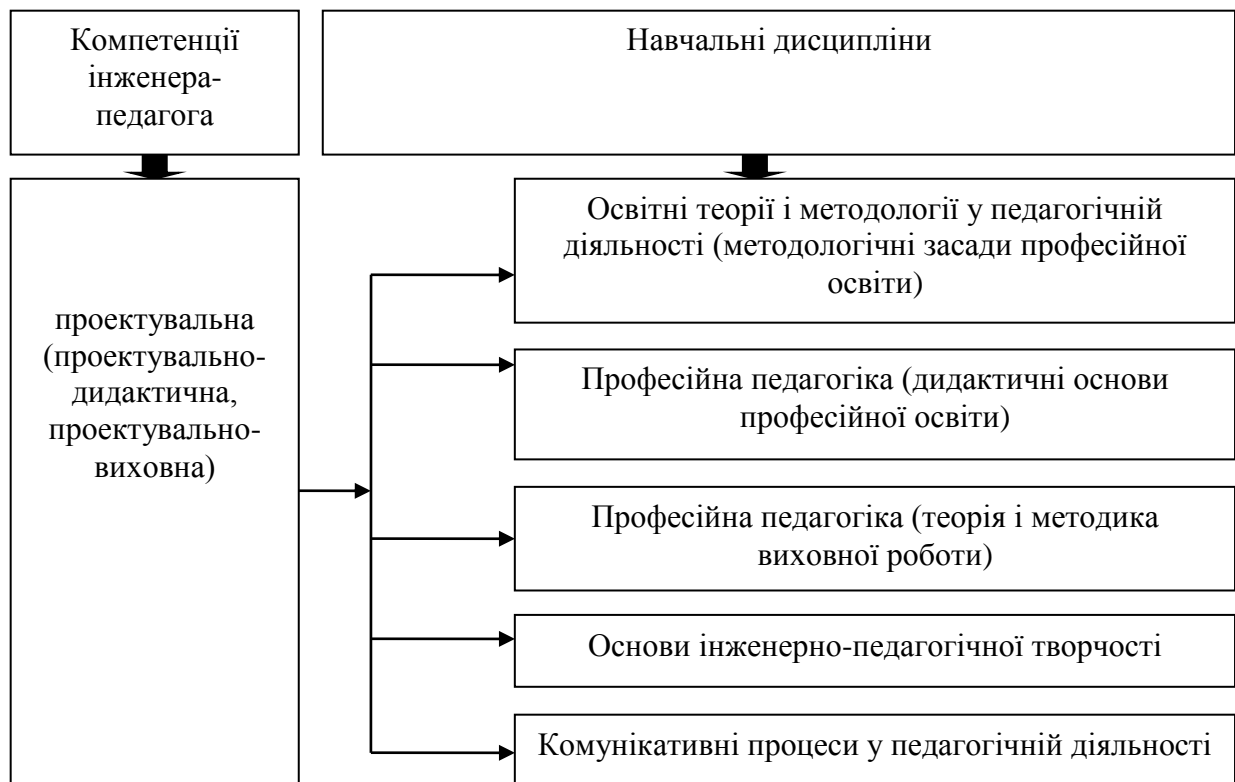 Компетенції
інженера-
педагога
Навчальні дисципліни
проектувальна
(проектувально-
дидактична,
проектувально-
виховна)
Освітні теорії і методології у педагогічній
діяльності (методологічні засади професійної
освіти)
Професійна педагогіка (дидактичні основи
професійної освіти)
Професійна педагогіка (теорія і методика
виховної роботи)
Основи інженерно-педагогічної творчості
Комунікативні процеси у педагогічній діяльності